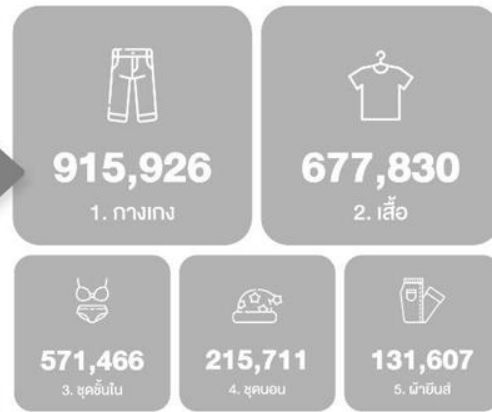 915,926
1. กางเกง
677,830
2. เสื้อ
571,466
3. ชุดชั้นใน
215,711
4. ชุดนอน
131,607
5. ผ้ายีนส์